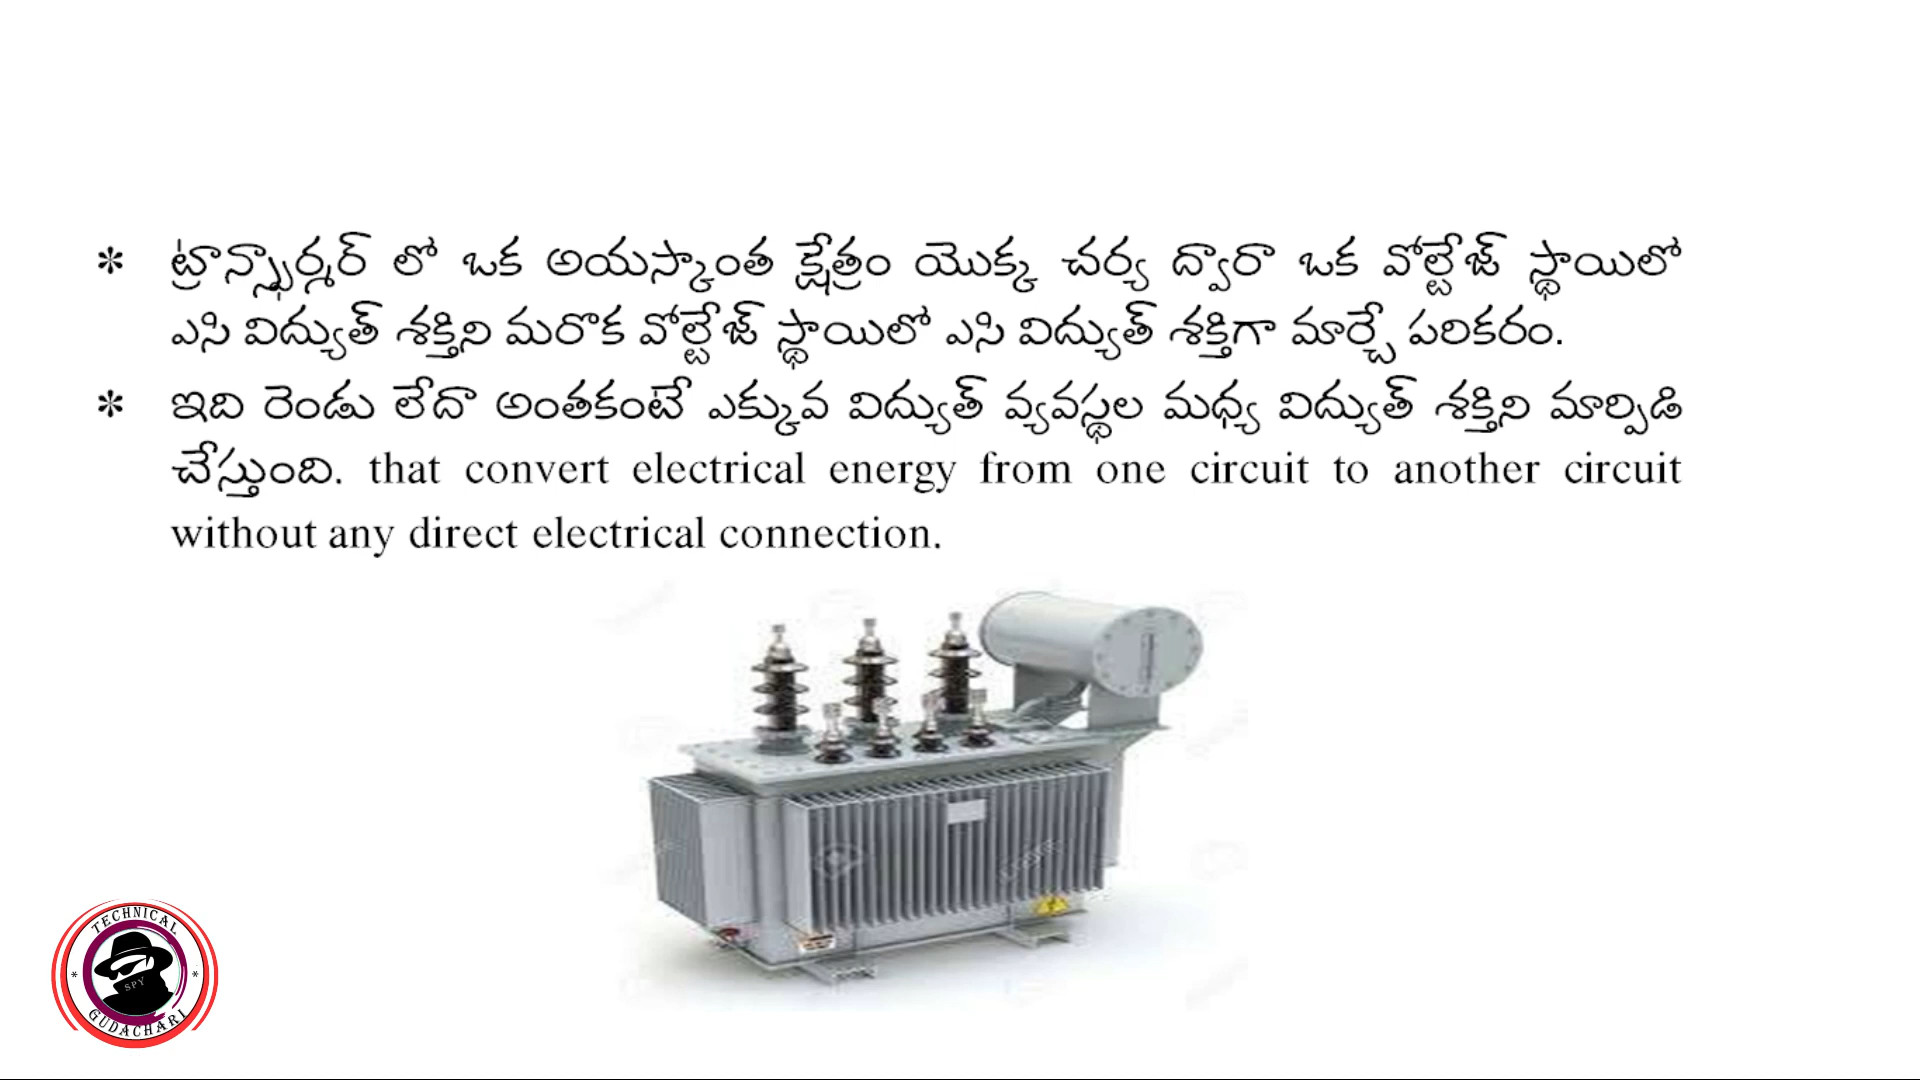 * ట్రాన్స్ఫార్మర్ లో ఒక అయస్కాంత క్షేత్రం యొక్క చర్య ద్వారా ఒక వోల్టేజ్ స్థాయిలో
ఎసి విద్యుత్ శక్తిని మరొక వోల్టేజ్ స్థాయిలో ఎసి విద్యుత్ శక్తిగా మార్చే పరికరం.
* ఇది రెండు లేదా అంతకంటే ఎక్కువ విద్యుత్ వ్యవస్థల మధ్య విద్యుత్ శక్తిని మార్పిడి
చేస్తుంది. that convert electrical energy from one circuit to another circuit
without any direct electrical connection.
TECHNICAL
SPY
GUDACHARI